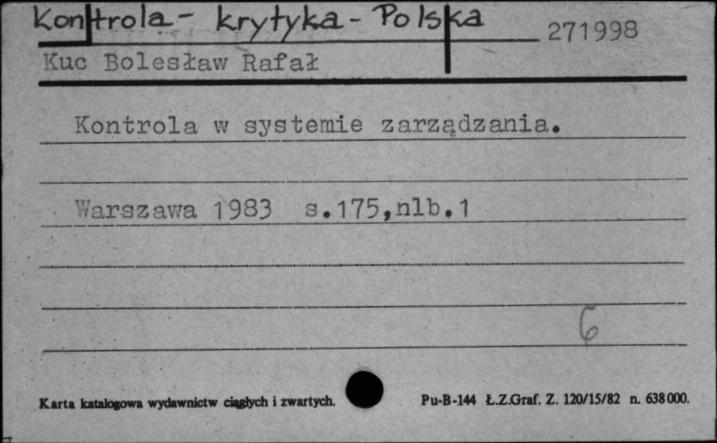 Kontrola - krytyka - Polska
271998
Kuc Bolesław Rafał
Kontrola w systemie zarządzania.
Warszawa 1983 s.175,nlb.1
6
Karta katalogowa wydawnictw ciągłych i zwartych.
Pu-B-144 Ł.Z.Graf. Z. 120/15/82 n. 638000.